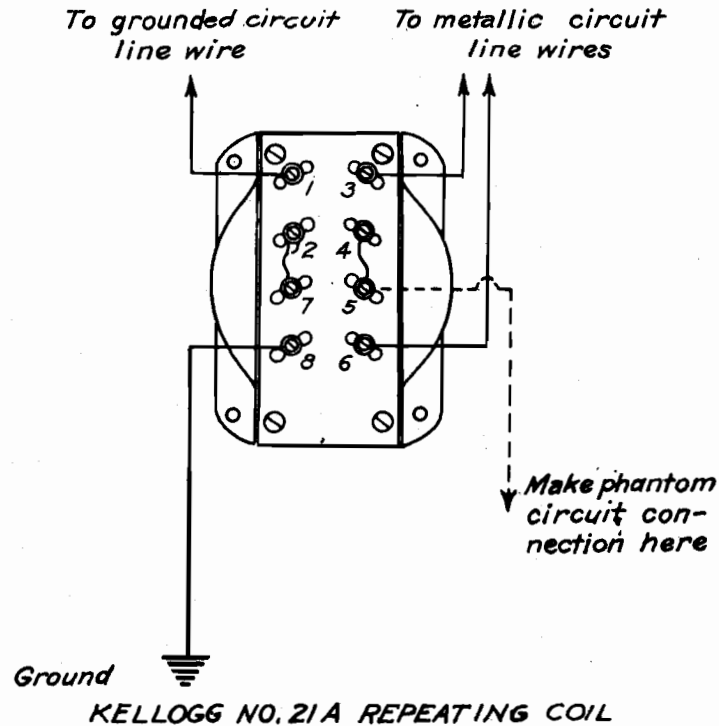 To grounded circuit
line wire
To metallic circuit
line wires
1 3
2 4
7 5
8 6
Make phantom
circuit con-
nection here
Ground
KELLOGG NO. 21A REPEATING COIL